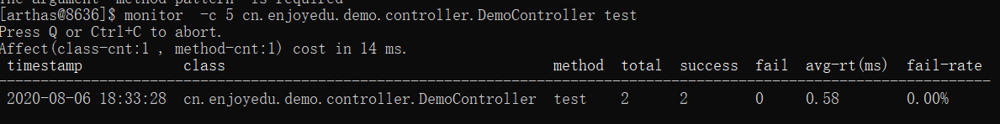 The argument 'method-pattern' is required
[arthas@8636]$ monitor  -c 5 cn.enjoyedu.demo.controller.DemoController test
Press Q or Ctrl+C to abort.
Affect(class-cnt:1 , method-cnt:1) cost in 14 ms.
timestamp class method total success fail avg-rt(ms) fail-rate
2020-08-06 18:33:28 cn.enjoyedu.demo.controller.DemoController test 2 2 0 0.58 0.00%